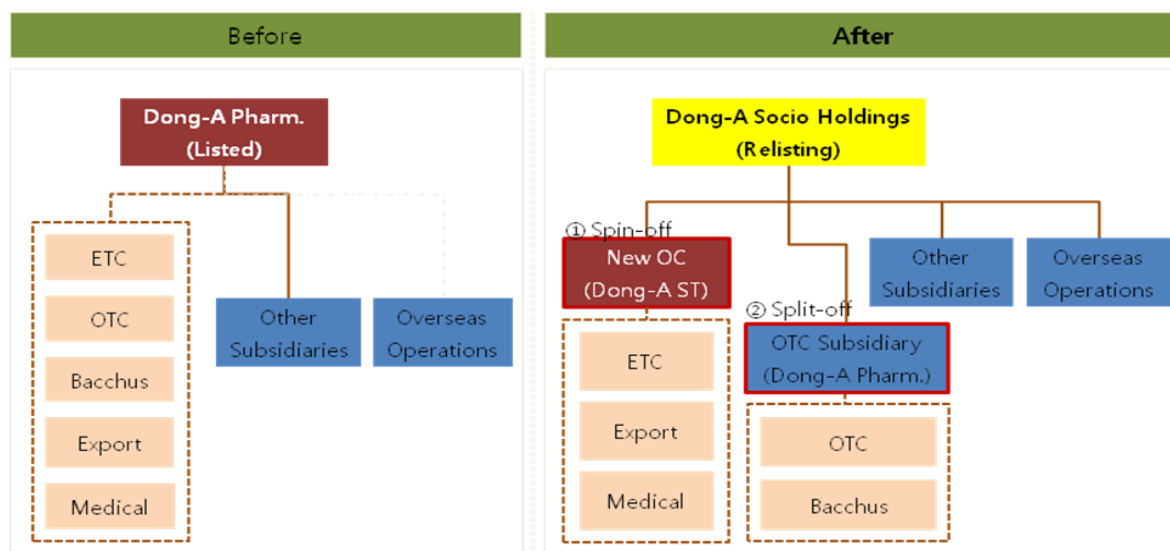 Before
Dong-A Pharm.
(Listed)
ETC
OTC
Bacchus
Export
Medical
Other
Subsidiaries
Overseas
Operations
After
Dong-A Socio Holdings
(Relisting)
① Spin-off
New OC
(Dong-A ST)
ETC
Export
Medical
② Split-off
OTC Subsidiary
(Dong-A Pharm.)
OTC
Bacchus
Other
Subsidiaries
Overseas
Operations